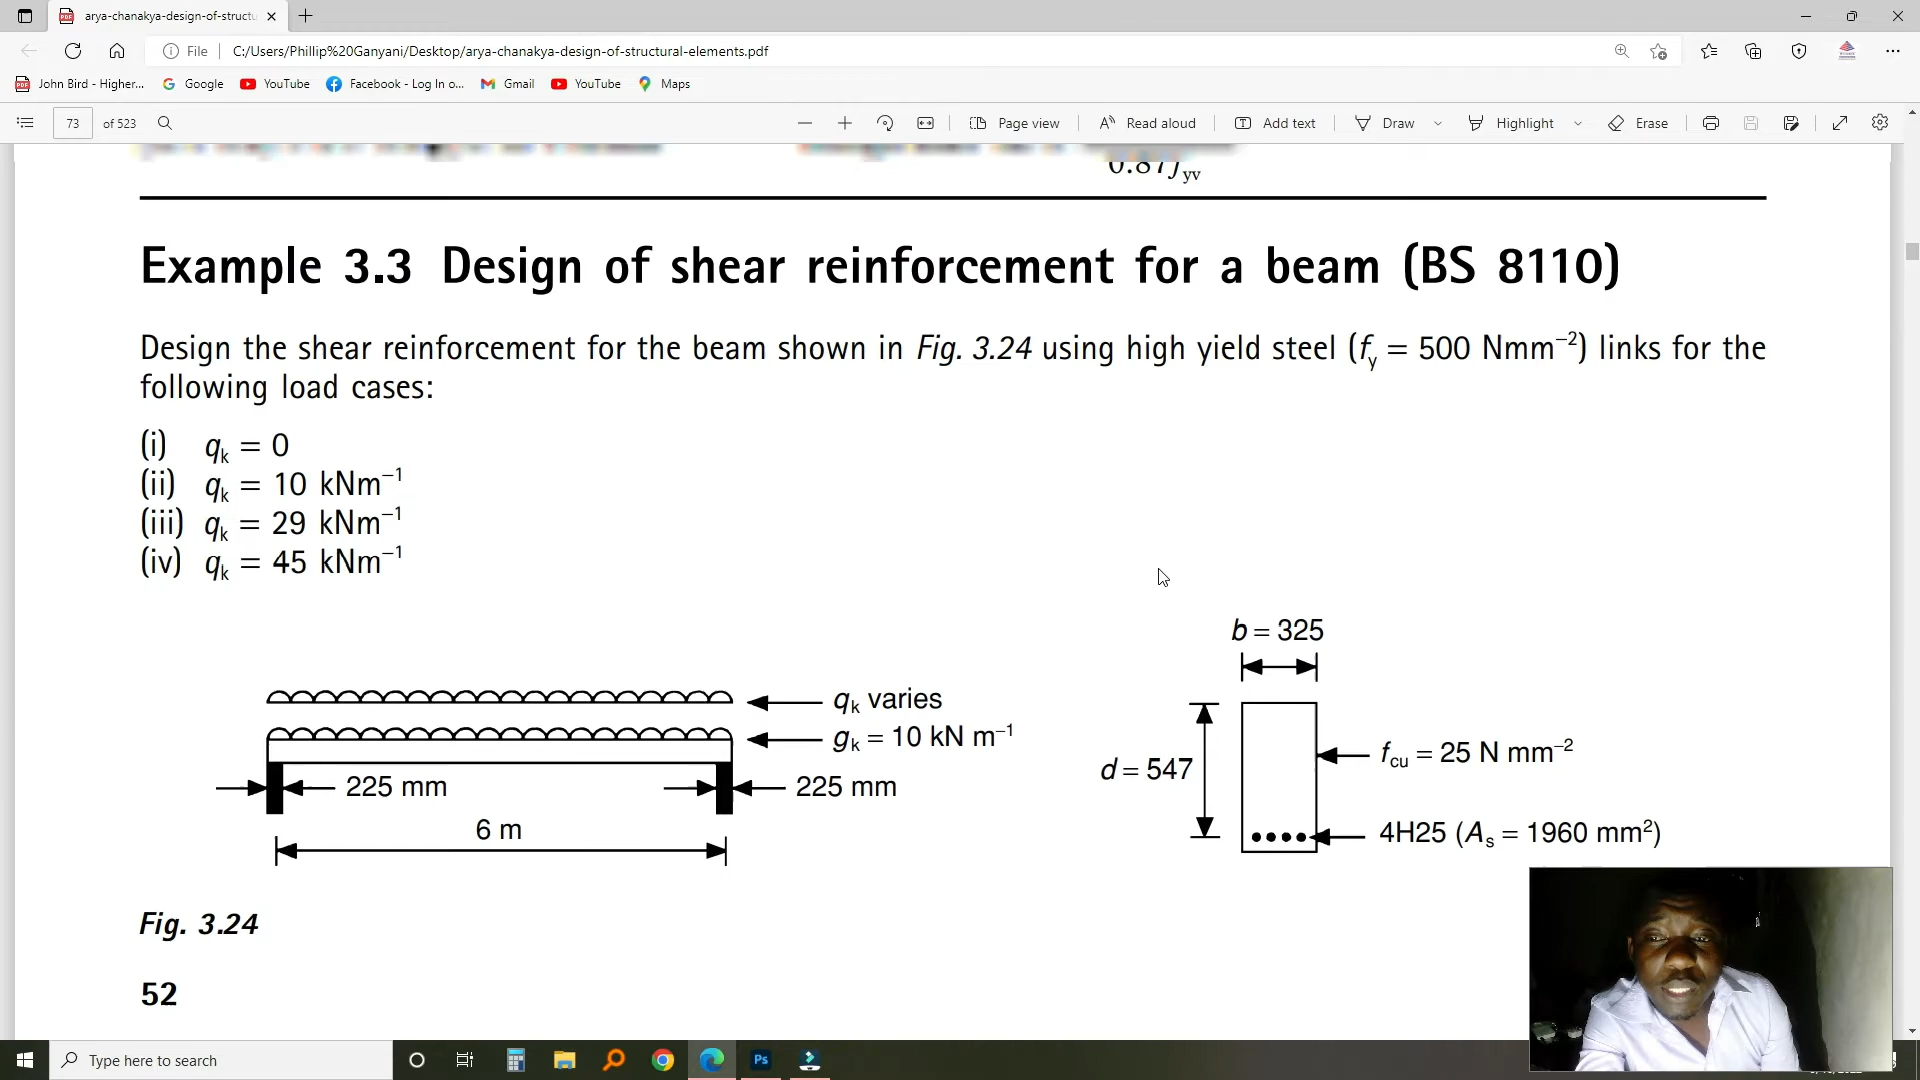 arya-chanakya-design-of-structu
File C:/Users/Phillip%20Ganyani/Desktop/arya-chanakya-design-of-structural-elements.pdf
John Bird - Higher... Google YouTube Facebook - Log In o... Gmail YouTube Maps
73 of 523 Page view Read aloud Add text Draw Highlight Erase
0.87fyv
Example 3.3 Design of shear reinforcement for a beam (BS 8110)
Design the shear reinforcement for the beam shown in Fig. 3.24 using high yield steel (fy = 500 Nmm⁻²) links for the
following load cases:
(i) qk = 0
(ii) qk = 10 kNm⁻¹
(iii) qk = 29 kNm⁻¹
(iv) qk = 45 kNm⁻¹
b = 325
qk varies
gk = 10 kN m⁻¹
225 mm
225 mm
6 m
d = 547
fcu = 25 N mm⁻²
4H25 (As = 1960 mm²)
Fig. 3.24
52
Type here to search
Ps